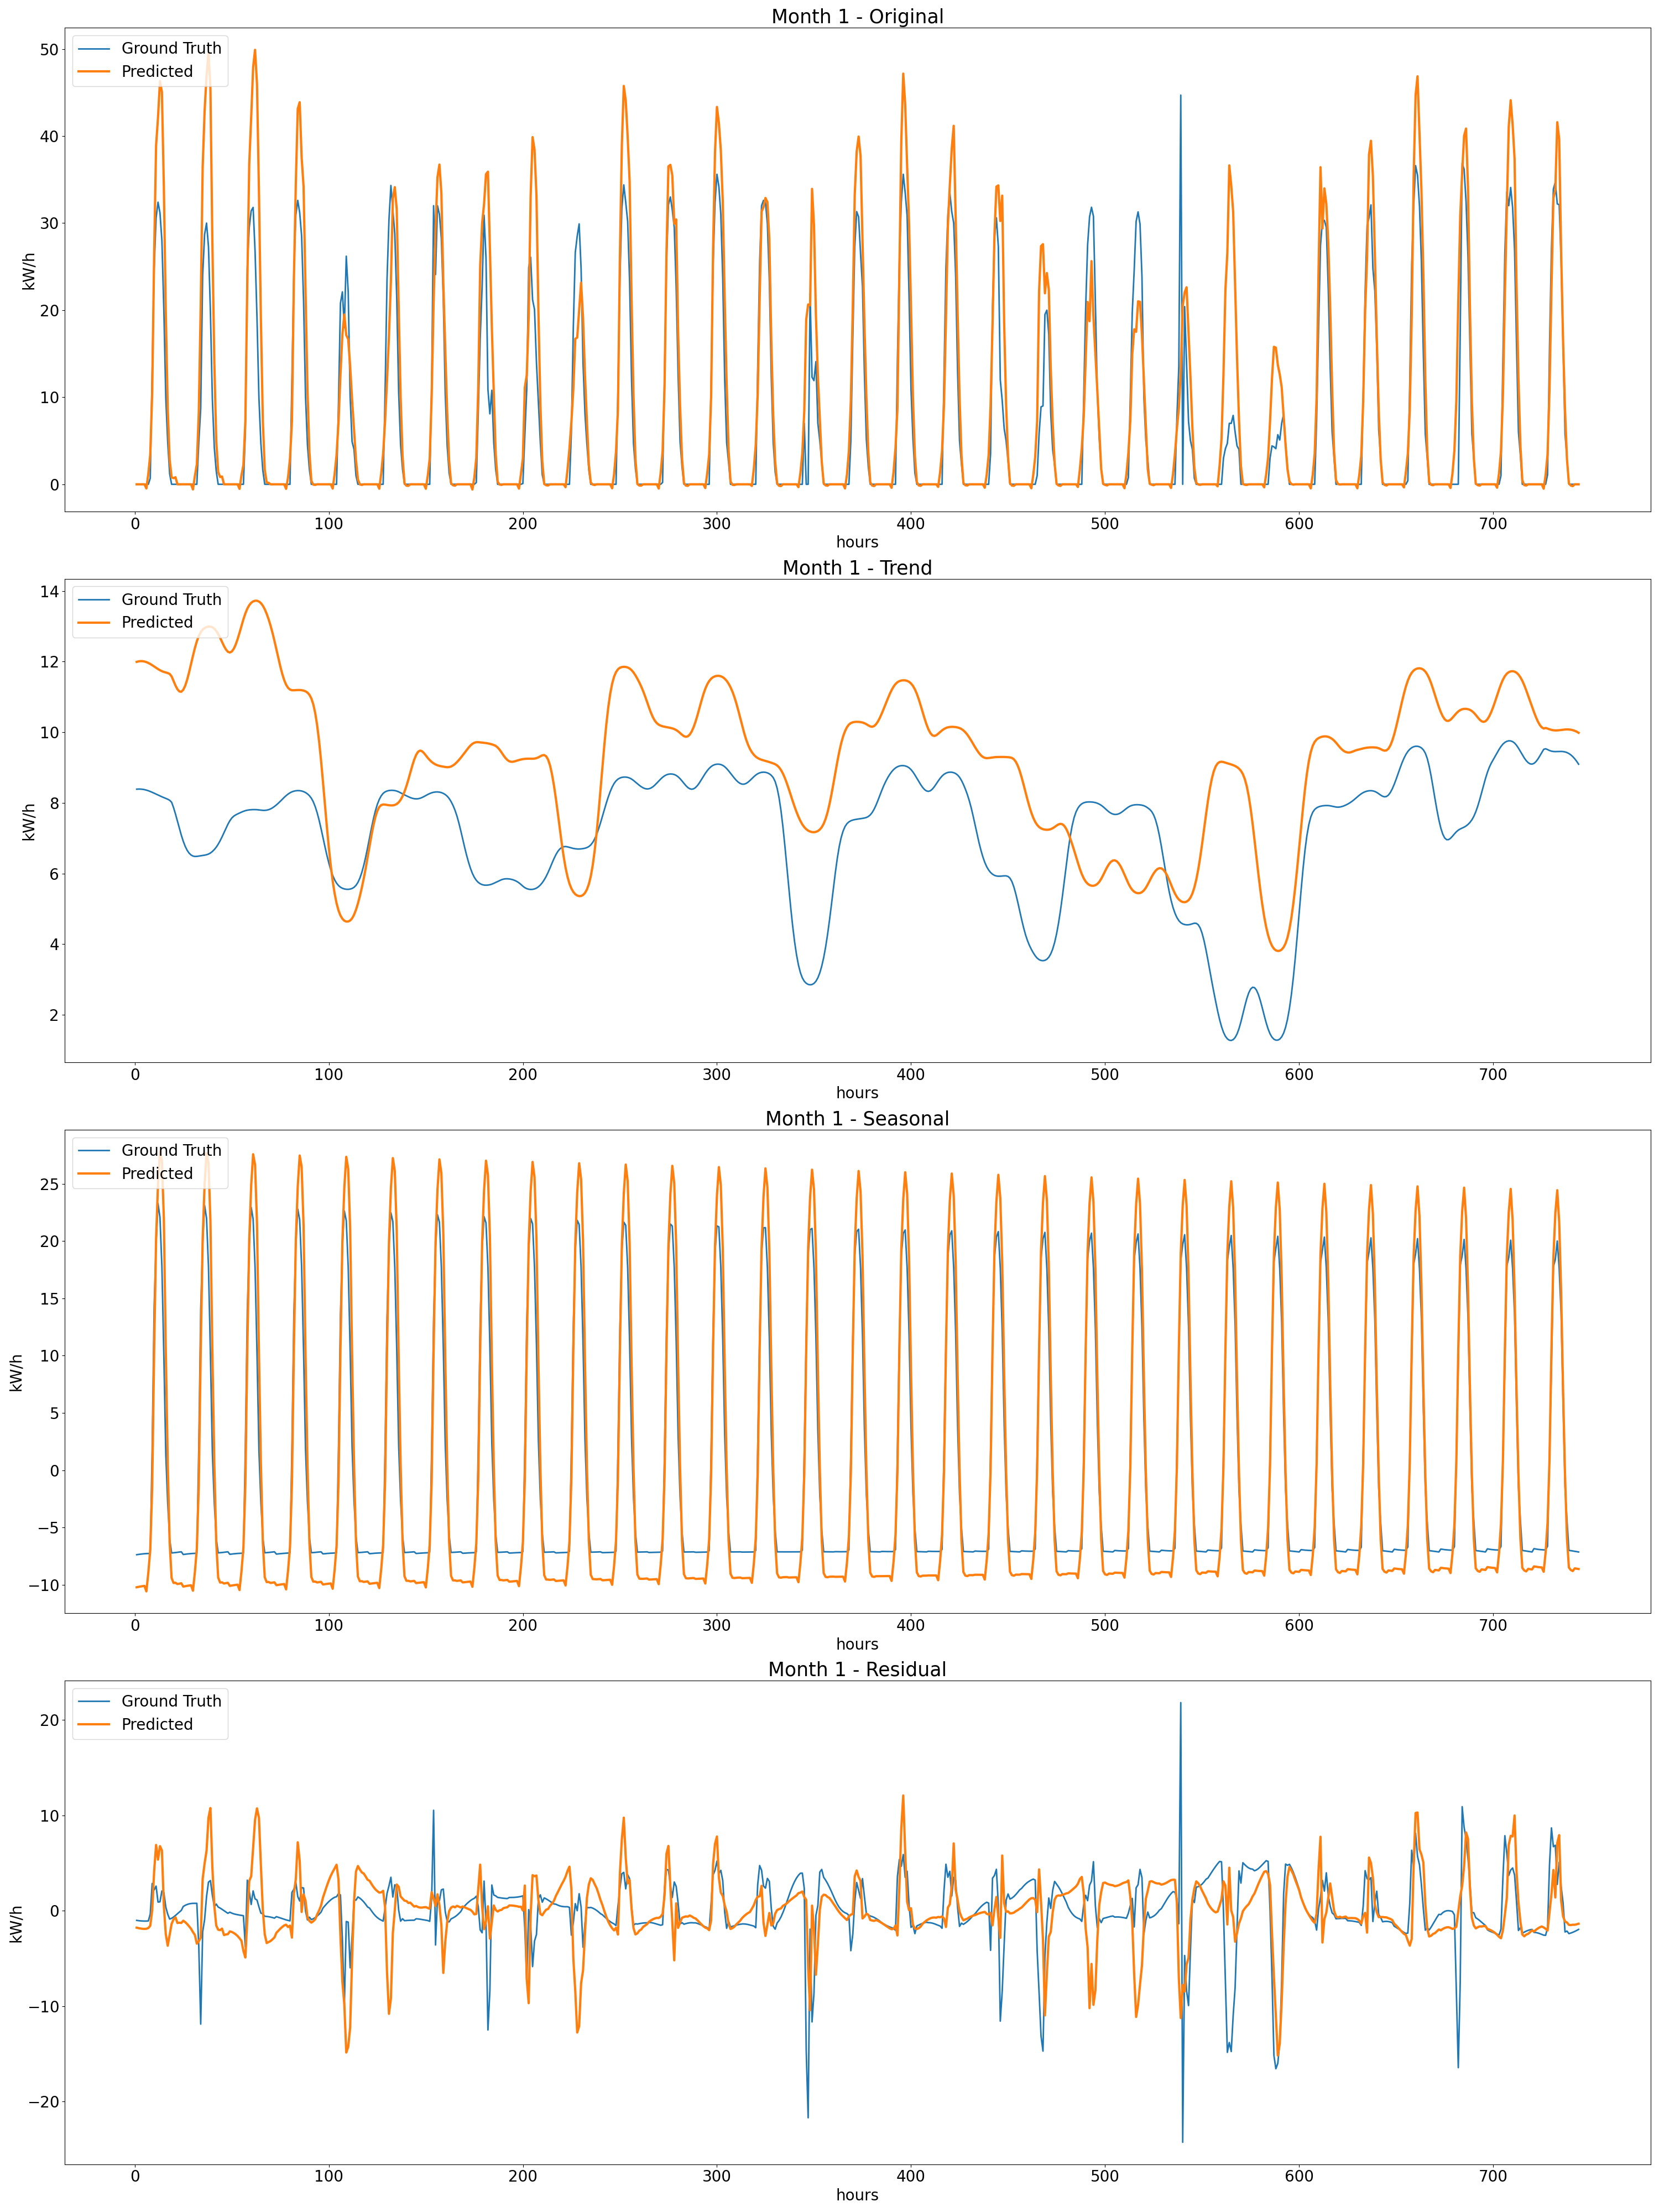 Month 1 - Original
Ground Truth
Predicted
kW/h
50
40
30
20
10
0
0 100 200 300 400 500 600 700
hours
Month 1 - Trend
Ground Truth
Predicted
kW/h
14
12
10
8
6
4
2
0 100 200 300 400 500 600 700
hours
Month 1 - Seasonal
Ground Truth
Predicted
kW/h
25
20
15
10
5
0
−5
−10
0 100 200 300 400 500 600 700
hours
Month 1 - Residual
Ground Truth
Predicted
kW/h
20
10
0
−10
−20
0 100 200 300 400 500 600 700
hours